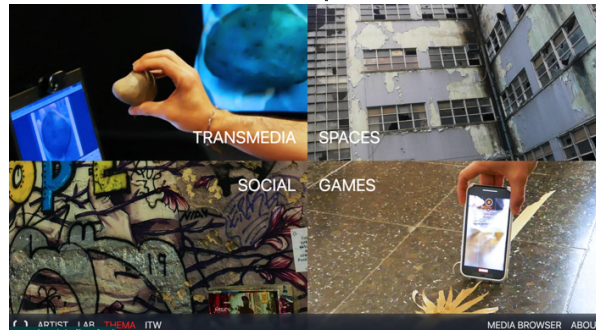 TRANSMEDIA
SPACES
SOCIAL
GAMES
ARTIST LAB THEMA ITW
MEDIA BROWSER ABOU